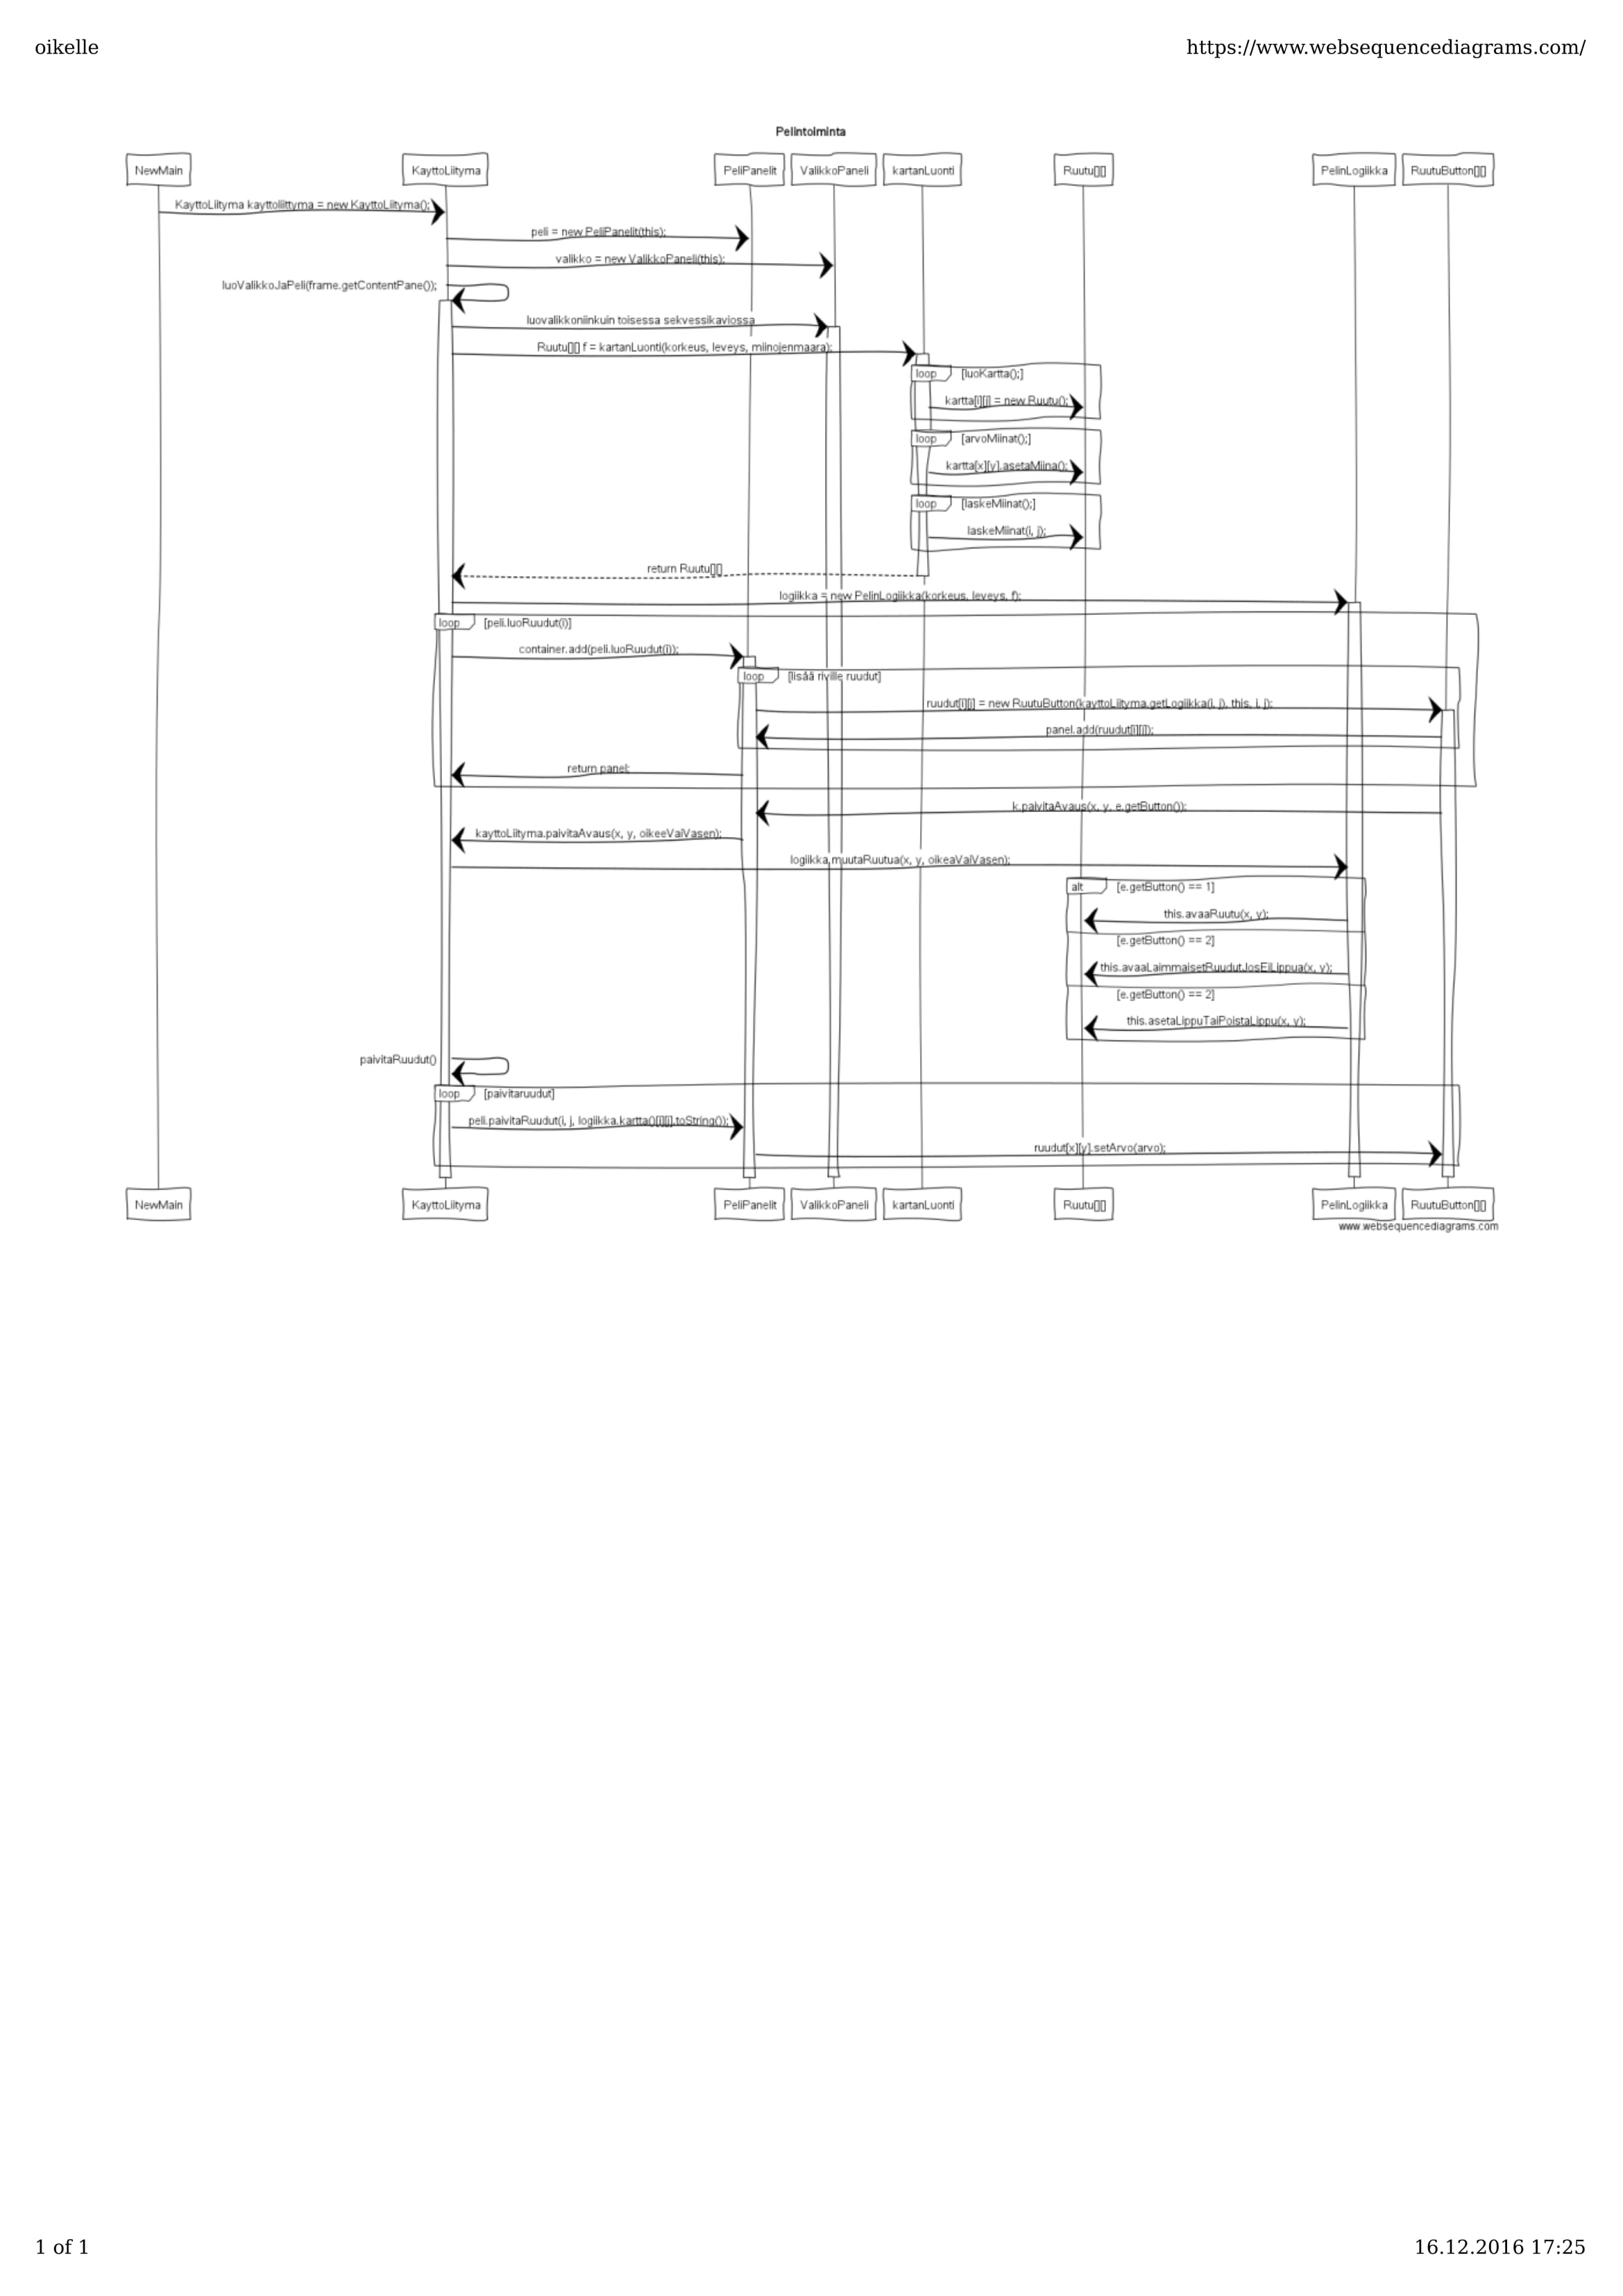 oikelle https://www.websequencediagrams.com/
Pelintoiminta
NewMain KayttoLiityma PeliPanelit ValikkoPaneli kartanLuonti Ruutu[][] PelinLogiikka RuutuButton[][]
KayttoLiityma kayttoliittyma = new KayttoLiityma();
peli = new PeliPanelit(this);
valikko = new ValikkoPaneli(this);
luoValikkoJaPeli(frame.getContentPane());
luovalikkoniinkuin toisessa sekvessikaviossa
Ruutu[][] f = kartanLuonti(korkeus, leveys, miinojenmaara);
loop [luoKartta();]
kartta[i][j] = new Ruutu();
loop [arvoMiinat();]
kartta[x][y].asetaMiina();
loop [laskeMiinat();]
laskeMiinat(i, j);
return Ruutu[][]
logiikka = new PelinLogiikka(korkeus, leveys, f);
loop [peli.luoRuudut(i)]
container.add(peli.luoRuudut(i));
loop [lisää riville ruudut]
ruudut[i][j] = new RuutuButton(kayttoLiityma.getLogiikka(i, j), this, i, j);
panel.add(ruudut[i][j]);
return panel;
k.paivitaAvaus(x, y, e.getButton());
kayttoLiityma.paivitaAvaus(x, y, oikeeVaiVasen);
logiikka.muutaRuutua(x, y, oikeaVaiVasen);
alt [e.getButton() == 1]
this.avaaRuutu(x, y);
[e.getButton() == 2]
this.avaaLaimmaisetRuudutJosEiLippua(x, y);
[e.getButton() == 2]
this.asetaLippuTaiPoistaLippu(x, y);
paivitaRuudut()
loop [paivitaruudut]
peli.paivitaRuudut(i, j, logiikka.kartta()[i][j].toString());
ruudut[x][y].setArvo(arvo);
NewMain KayttoLiityma PeliPanelit ValikkoPaneli kartanLuonti Ruutu[][] PelinLogiikka RuutuButton[][]
www.websequencediagrams.com
1 of 1 16.12.2016 17:25